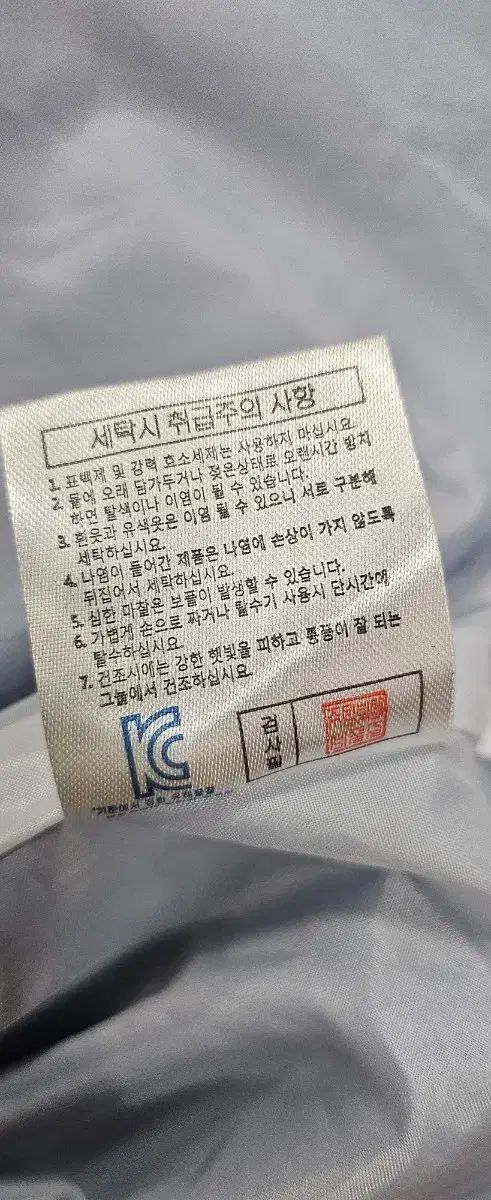 세탁시 취급주의 사항
1. 표백제 및 강력 효소세제는 사용하지 마십시요.
2. 물에 오래 담가두거나 젖은상태로 오랜시간 방치
하면 탈색이나 이염이 될 수 있습니다.
3. 흰옷과 유색옷은 이염 될 수 있으니 서로 구분해
세탁하십시요.
4. 나염이 들어간 제품은 나염에 손상이 가지 않도록
뒤집어서 세탁하십시요.
5. 심한 마찰은 보풀이 발생할 수 있습니다.
6. 가볍게 손으로 짜거나 탈수기 사용시 단시간에
탈수하십시요.
7. 건조시에는 강한 햇빛을 피하고 통풍이 잘 되는
그늘에서 건조하십시요.
KC
검사필